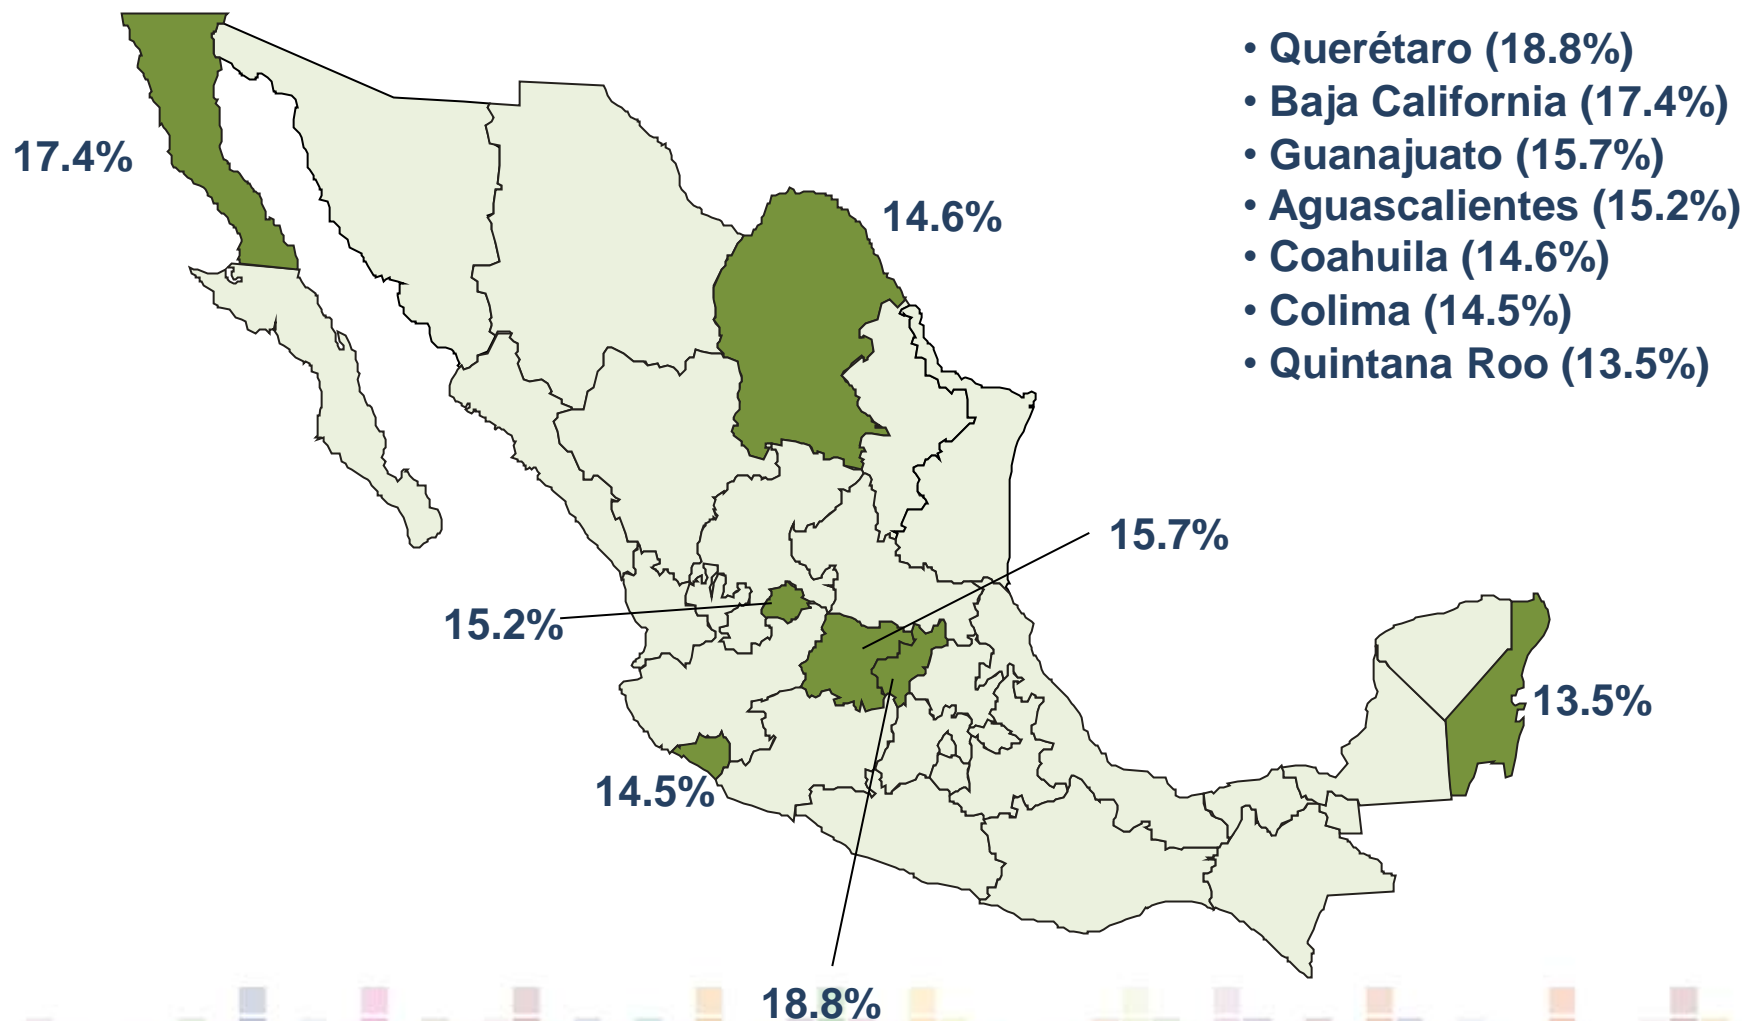 • Querétaro (18.8%)
• Baja California (17.4%)
• Guanajuato (15.7%)
• Aguascalientes (15.2%)
• Coahuila (14.6%)
• Colima (14.5%)
• Quintana Roo (13.5%)
17.4%
14.6%
15.7%
15.2%
13.5%
14.5%
18.8%